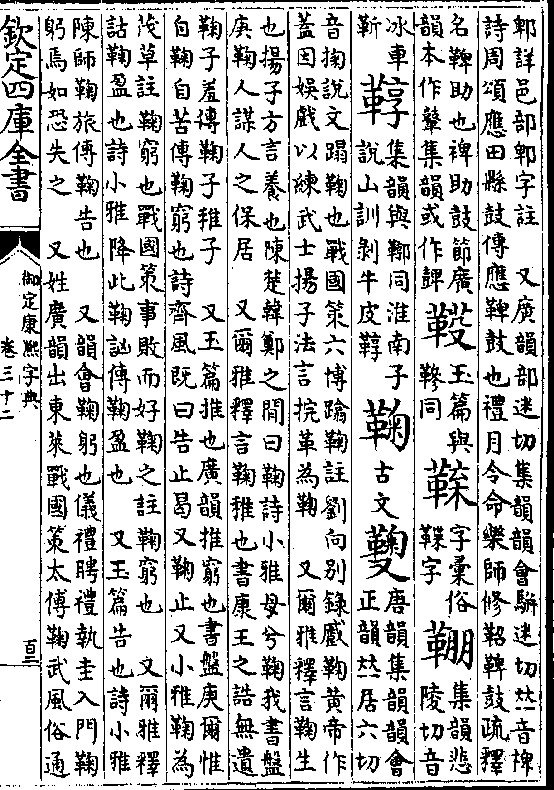 郫詳邑部郫字註　又廣韻部迷切集韻韻會駢迷切𠀤音椑
詩周頌應田縣鼓傳應鞞鼓也禮月令命樂師修鞀鞞鼓疏釋
名鞞助也裨助鼓節廣
韻本作鼙集韻或作
玉篇與
同
字彙俗
鞢字
集韻悲
陵切音
冰車
靳
集韻與鞹同淮南子
說山訓剝牛皮
鞠
古文
唐韻集韻韻會
正韻𠀤居六切
音掬說文蹋鞠也戰國策六博蹋鞠註劉向別錄蹴鞠黃帝作
蓋因娛戲以練武士揚子法言捖革為鞠　又爾雅釋言鞠生
也揚子方言養也陳楚韓鄭之間曰鞠詩小雅母兮鞠我書盤
庚鞠人謀人之保居　又爾雅釋言鞠稚也書康王之誥無遺
鞠子羞傳鞠子稚子　又玉篇推也廣韻推窮也書盤庚爾惟
自鞠自苦傳鞠窮也詩齊風既曰告止曷又鞠止又小雅鞠為
茂草註鞠窮也戰國策事敗而好鞠之註鞠窮也　又爾雅釋
詁鞠盈也詩小雅降此鞠訩傳鞠盈也　又玉篇告也詩小雅
陳師鞠旅傳鞠告也　又韻會鞠躬也儀禮聘禮執圭入門鞠
躬焉如恐失之　又姓廣韻出東萊戰國策太傅鞠武風俗通
欽定四庫全書
御定康熙字典
卷三十二